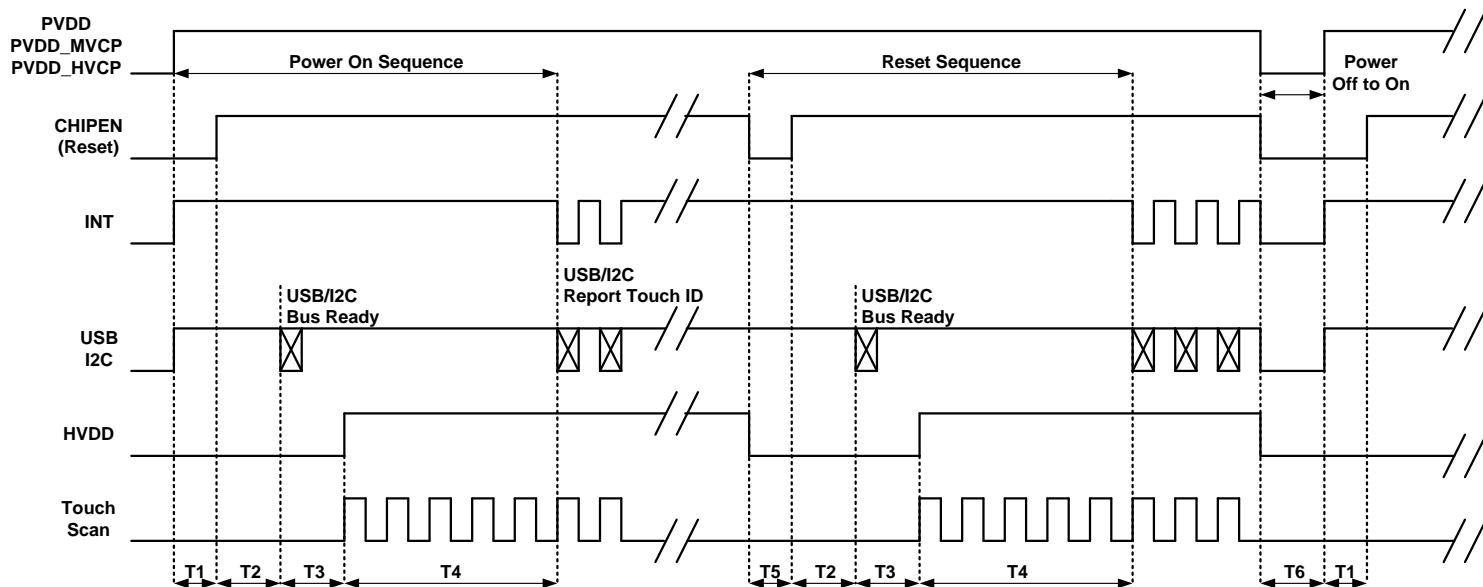 PVDD
PVDD_MVCP
PVDD_HVCP
Power On Sequence
Reset Sequence
Power
Off to On
CHIPEN
(Reset)
INT
USB/I2C
Report Touch ID
USB/I2C
Bus Ready
USB/I2C
Bus Ready
USB
I2C
HVDD
Touch
Scan
T1 T2 T3 T4 T5 T2 T3 T4 T6 T1